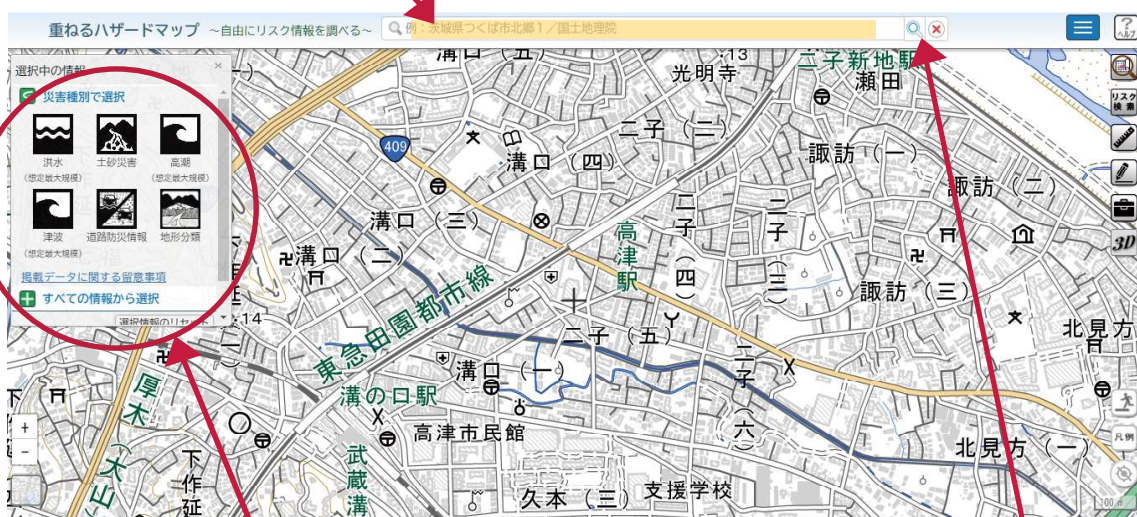 重ねるハザードマップ ～自由にリスク情報を調べる～
例：茨城県つくば市北郷1／国土地理院
?
ヘルプ
選択中の情報
×
災害種別で選択
洪水
(想定最大規模)
土砂災害
高潮
(想定最大規模)
津波
(想定最大規模)
道路防災情報
地形分類
掲載データに関する留意事項
すべての情報から選択
選択情報のリセット
リスク
検索
3D
凡例
100 m
+
-
溝口（五）
・13
光明寺
二子新地駅
瀬田
409
二子（二）
溝口（四）
諏訪（一）
諏訪（二）
溝口（三）
二子（三）
高津駅
二子（四）
溝口（二）
諏訪（三）
東急田園都市線
・14
二子（五）
北見方
溝口（一）
溝の口駅
二子（六）
厚木
高津市民館
北見方（一）
（大山
下作延
武蔵溝
久本（三）
支援学校